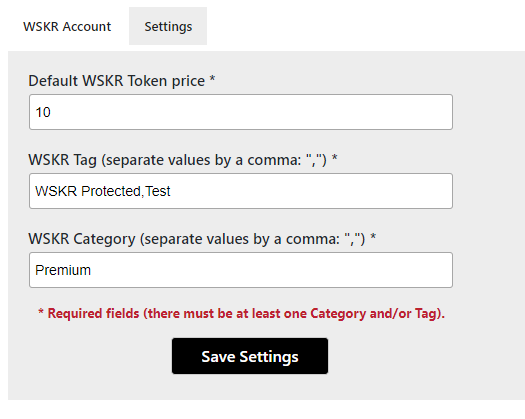 WSKR Account Settings
Default WSKR Token price *
10
WSKR Tag (separate values by a comma: ",") *
WSKR Protected,Test
WSKR Category (separate values by a comma: ",") *
Premium
* Required fields (there must be at least one Category and/or Tag).
Save Settings